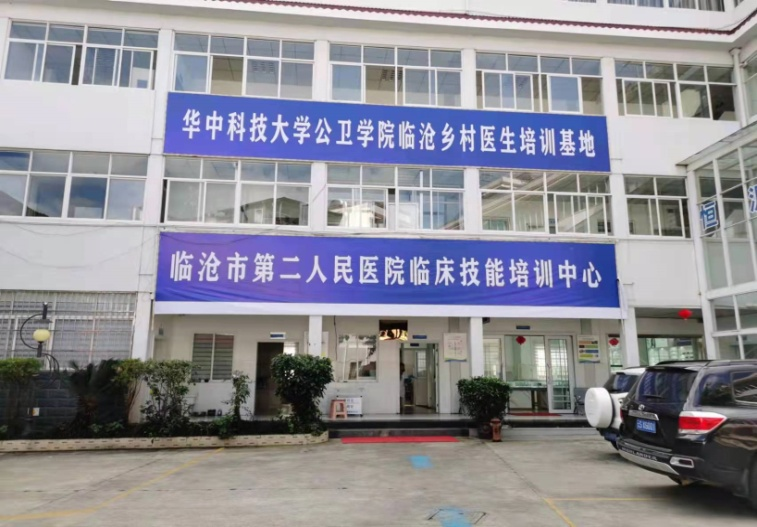 华中科技大学公卫学院临沧乡村医生培训基地
临沧市第二人民医院临床技能培训中心
恒